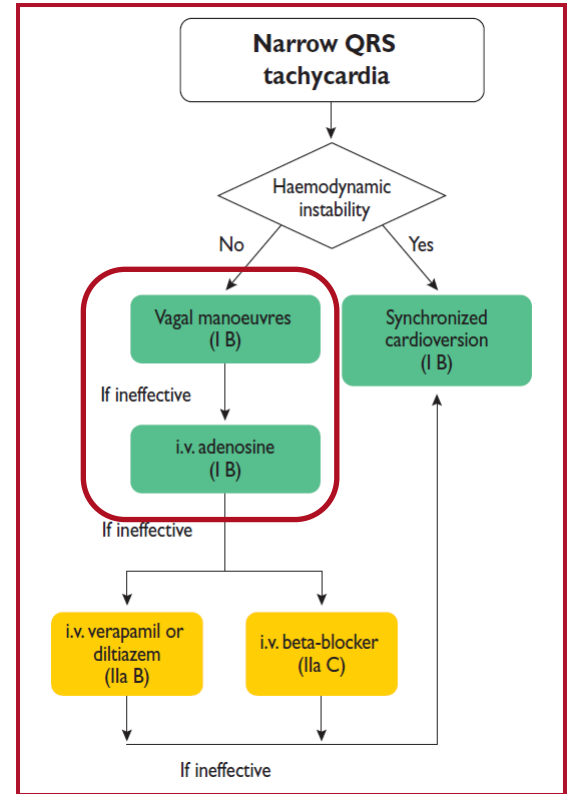 Narrow QRS
tachycardia
Haemodynamic
instability
No
Yes
Vagal manoeuvres
(I B)
Synchronized
cardioversion
(I B)
If ineffective
i.v. adenosine
(I B)
If ineffective
i.v. verapamil or
diltiazem
(IIa B)
i.v. beta-blocker
(IIa C)
If ineffective